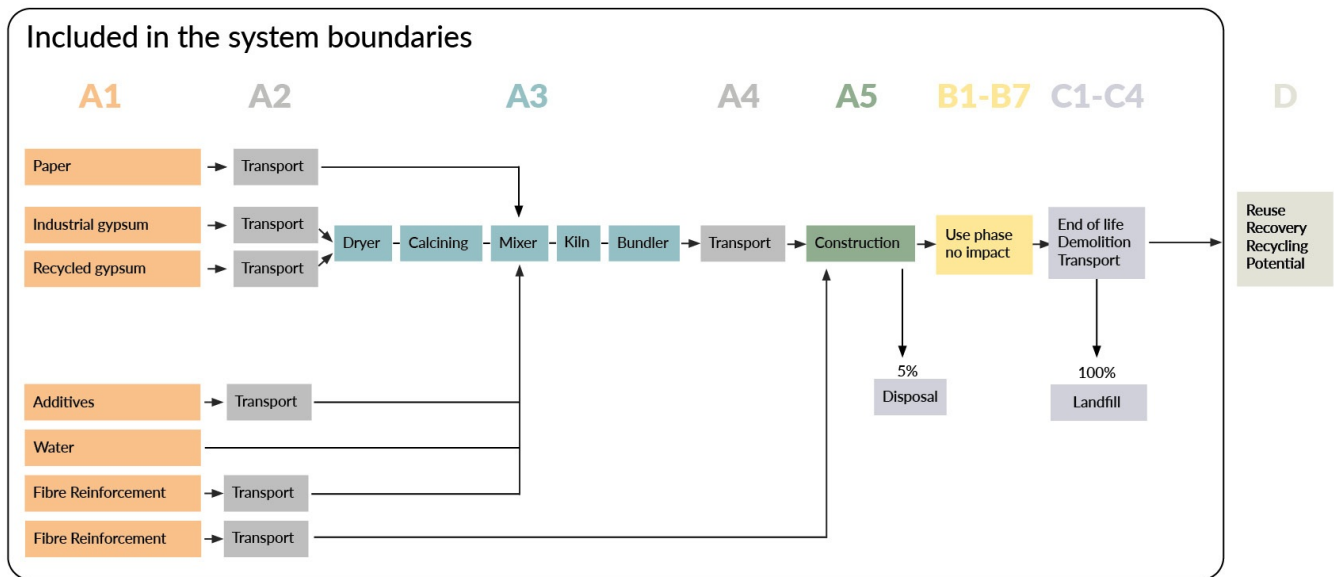 Included in the system boundaries
A1 A2 A3 A4 A5 B1-B7 C1-C4 D
Paper Transport
Industrial gypsum Transport
Recycled gypsum Transport
Dryer Calcining Mixer Kiln Bundler Transport Construction
Use phase
no impact
End of life
Demolition
Transport
Reuse
Recovery
Recycling
Potential
5%
Disposal
100%
Landfill
Additives Transport
Water
Fibre Reinforcement Transport
Fibre Reinforcement Transport